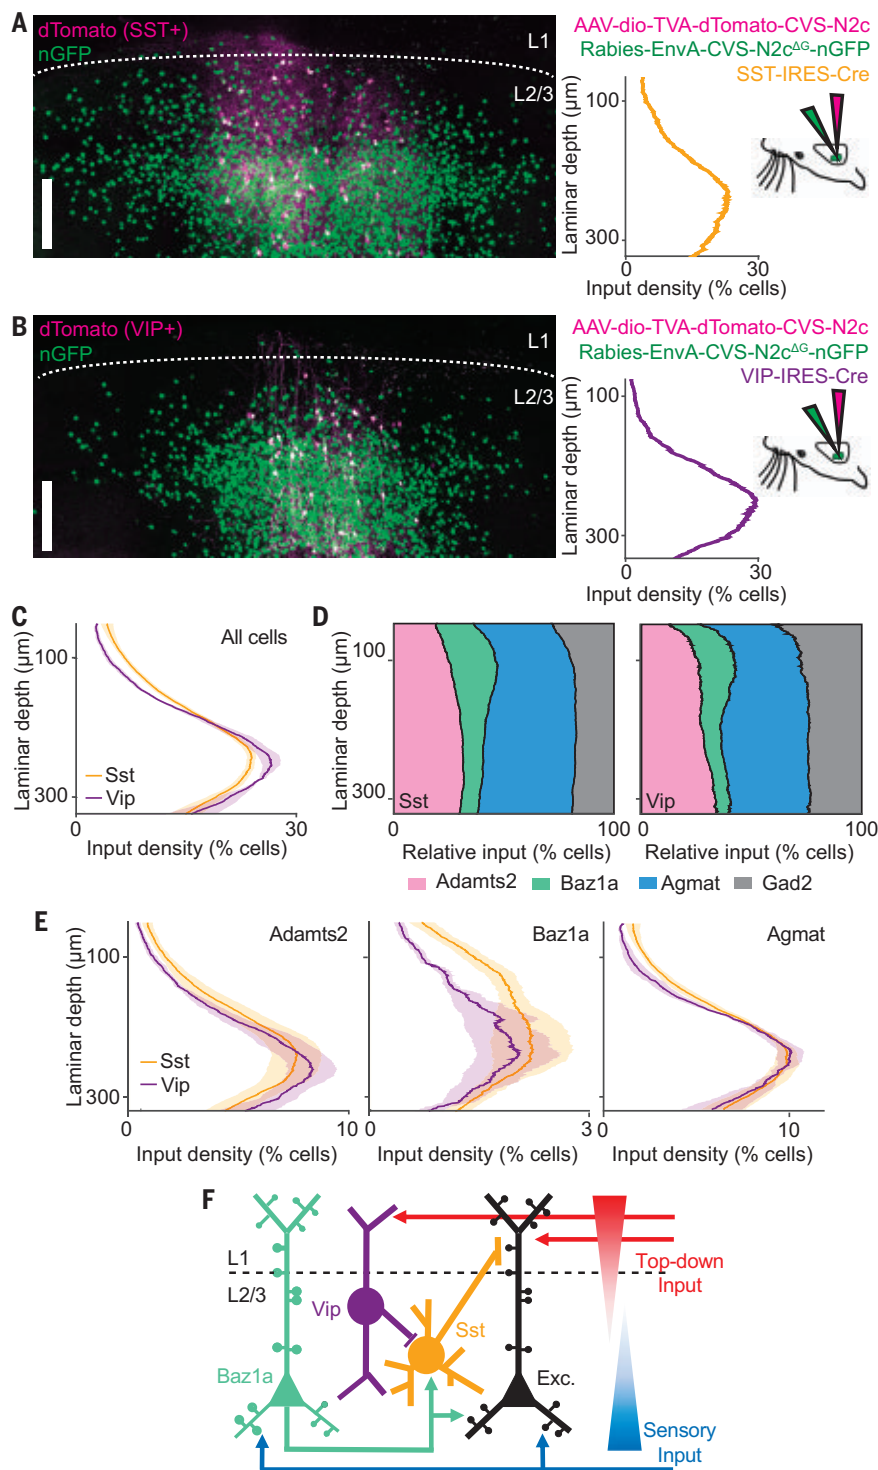 A
dTomato (SST+)
nGFP
L1
L2/3
AAV-dio-TVA-dTomato-CVS-N2c
Rabies-EnvA-CVS-N2cΔG-nGFP
SST-IRES-Cre
Laminar depth (μm)
100
300
0
30
Input density (% cells)
B
dTomato (VIP+)
nGFP
L1
L2/3
AAV-dio-TVA-dTomato-CVS-N2c
Rabies-EnvA-CVS-N2cΔG-nGFP
VIP-IRES-Cre
Laminar depth (μm)
100
300
0
30
Input density (% cells)
C
All cells
Laminar depth (μm)
100
300
Sst
Vip
0
30
Input density (% cells)
D
Laminar depth (μm)
100
300
Sst
Vip
0
100
0
100
Relative input (% cells)
Relative input (% cells)
Adamts2
Baz1a
Agmat
Gad2
E
Adamts2
Baz1a
Agmat
Laminar depth (μm)
100
300
Sst
Vip
0
10
0
3
0
10
Input density (% cells)
Input density (% cells)
Input density (% cells)
F
L1
L2/3
Vip
Sst
Baz1a
Exc.
Top-down
Input
Sensory
Input